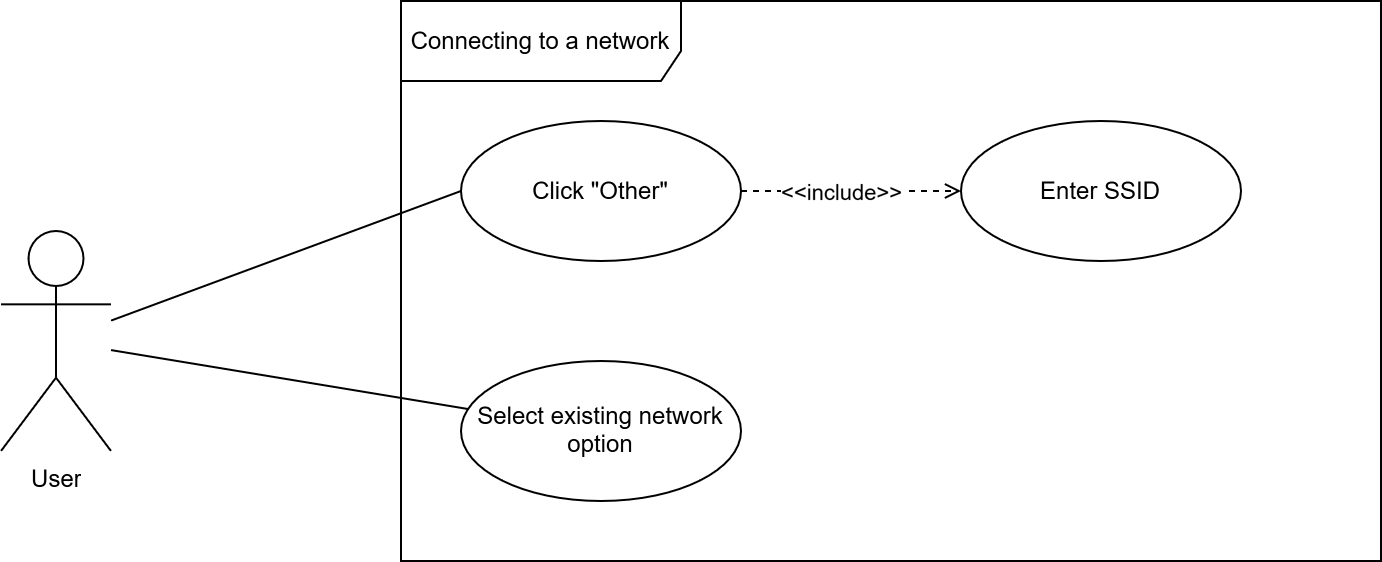 Connecting to a network
Click "Other"
<<include>>
Enter SSID
Select existing network
option
User